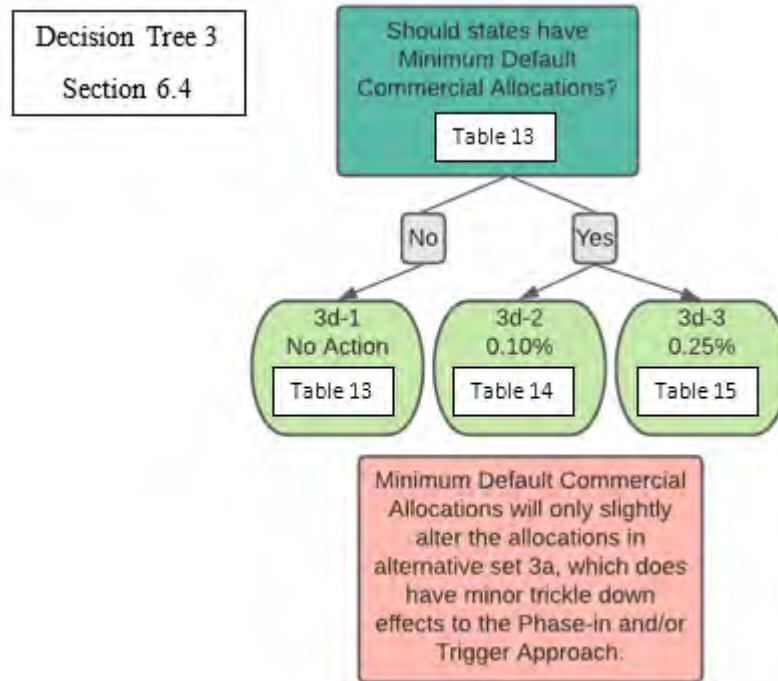 Decision Tree 3
Section 6.4
Should states have
Minimum Default
Commercial Allocations?
Table 13
No
Yes
3d-1
No Action
Table 13
3d-2
0.10%
Table 14
3d-3
0.25%
Table 15
Minimum Default Commercial
Allocations will only slightly
alter the allocations in
alternative set 3a, which does
have minor trickle down
effects to the Phase-in and/or
Trigger Approach.